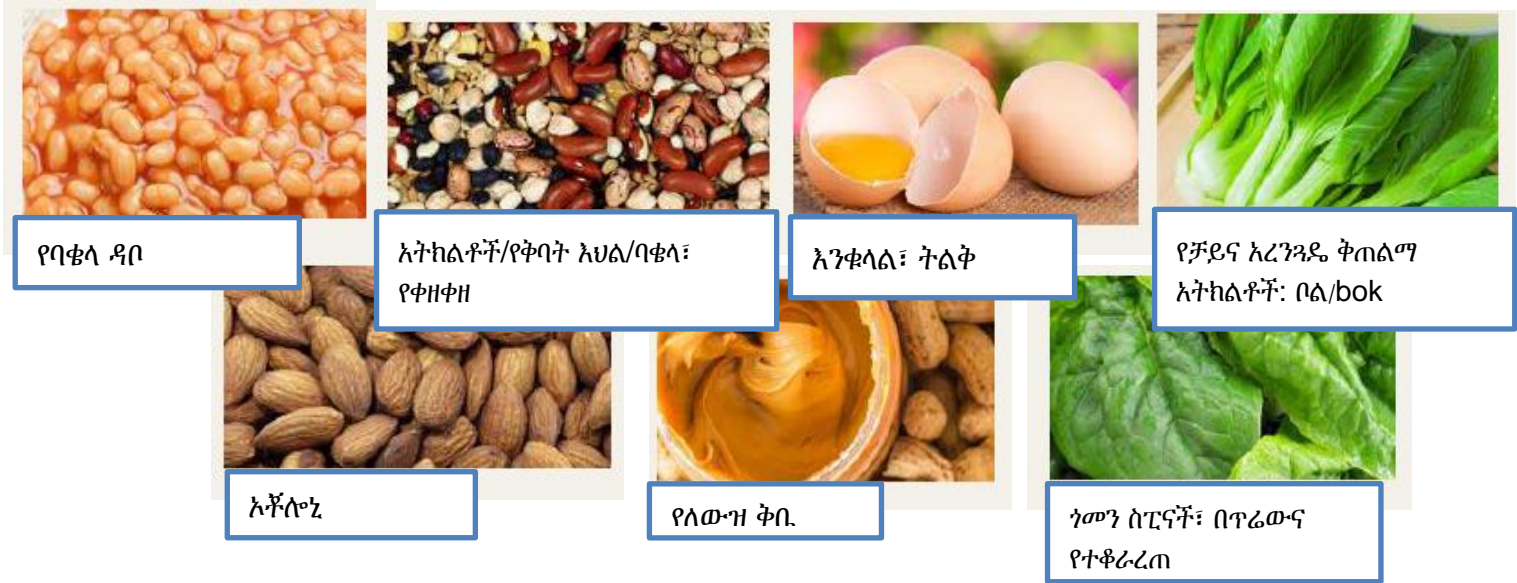 የባቄላ ዳቦ
አትክልቶች/የቅባት እህል/ባቄላ፣
የቀዘቀዘ
እንቁላል፣ ትልቅ
የቻይና አረንጓዴ ቅጠልማ
አትክልቶች: ቦል/bok
ኦቾሎኒ
የለውዝ ቅቤ
ጎመን ስፒናች፣ በጥሬውና
የተቆራረጠ